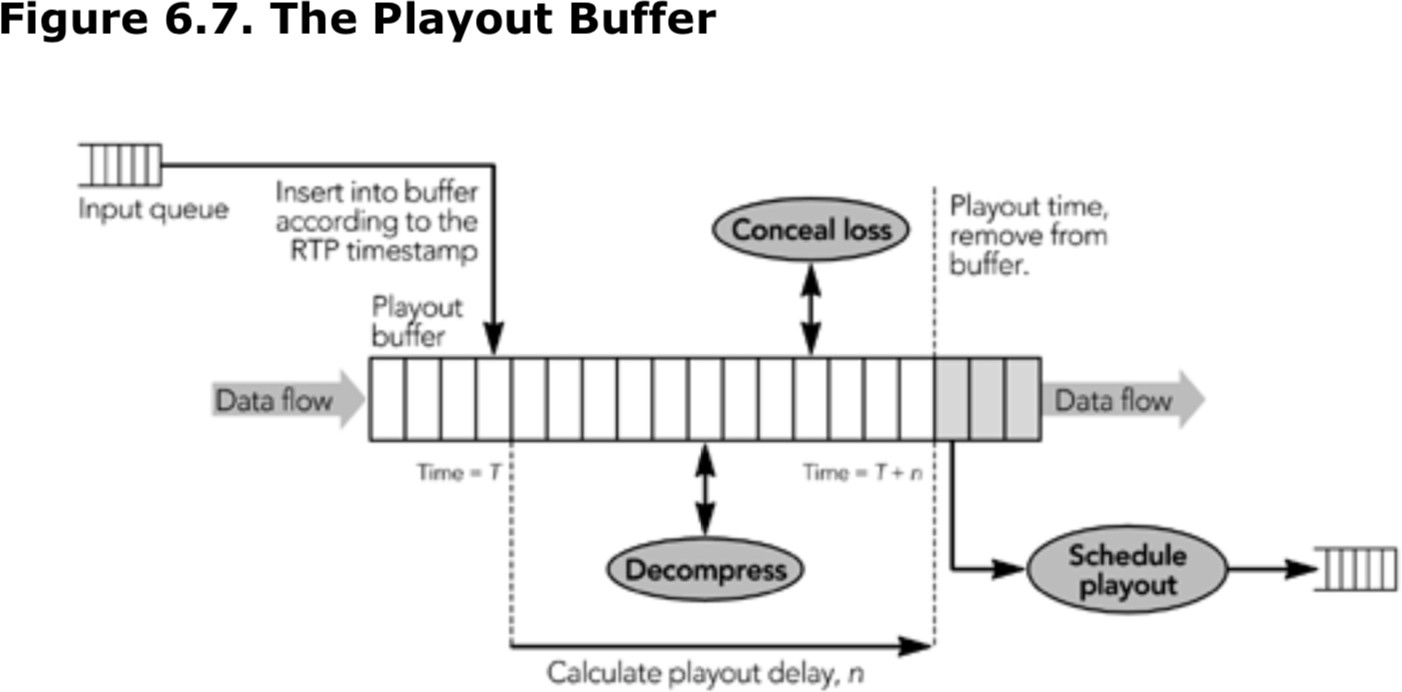 Figure 6.7. The Playout Buffer
Input queue
Insert into buffer
according to the
RTP timestamp
Playout
buffer
Conceal loss
Playout time,
remove from
buffer.
Data flow
Data flow
Time = T
Time = T + n
Decompress
Schedule
playout
Calculate playout delay, n